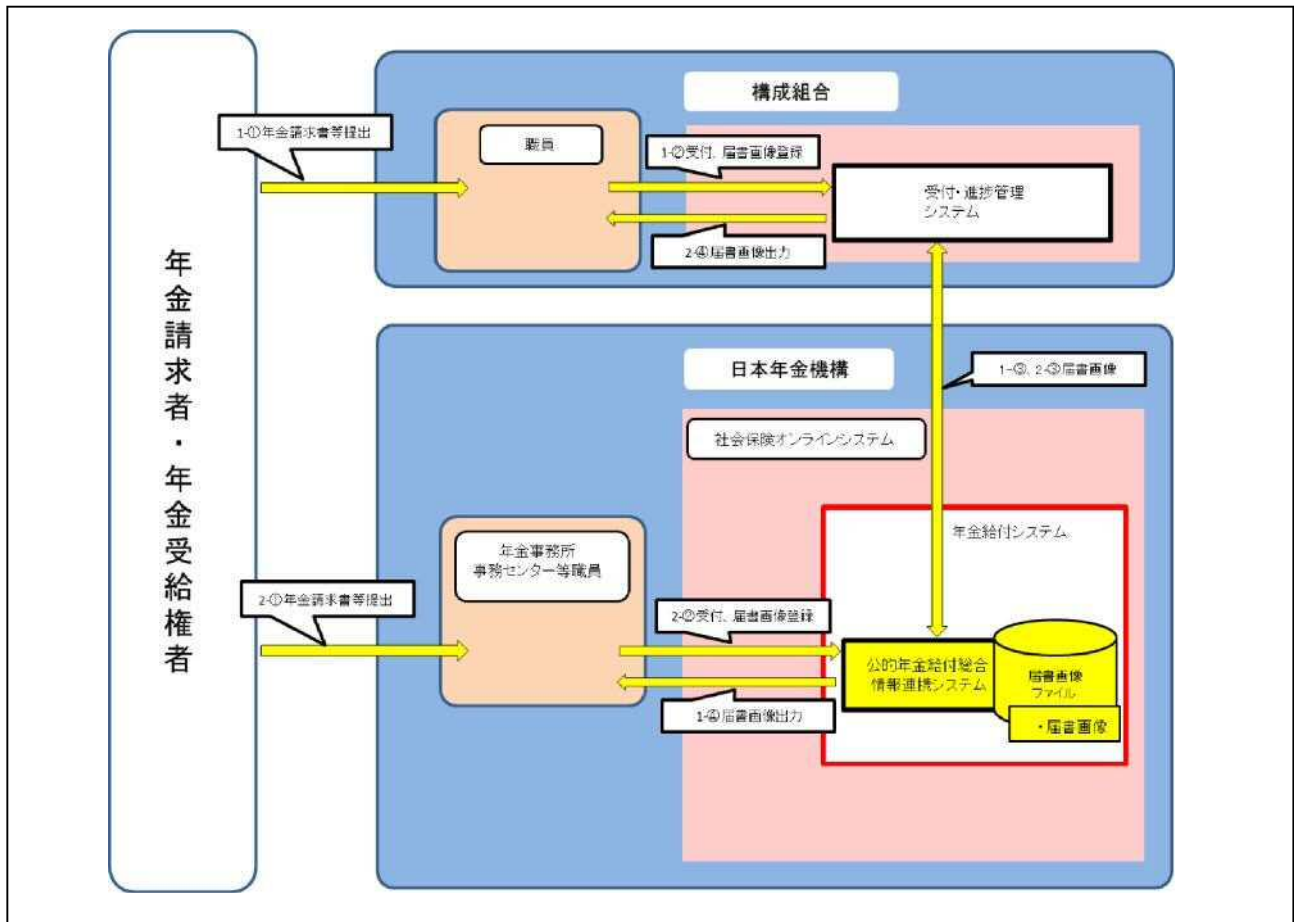 年金請求者・年金受給権者
構成組合
1-①年金請求書等提出
職員
1-②受付、届書画像登録
受付・進捗管理
システム
2-④届書画像出力
日本年金機構
1-③、2-③届書画像
社会保険オンラインシステム
年金給付システム
年金事務所
事務センター等職員
2-①年金請求書等提出
2-②受付、届書画像登録
公的年金給付総合
情報連携システム
届書画像
ファイル
・届書画像
1-④届書画像出力